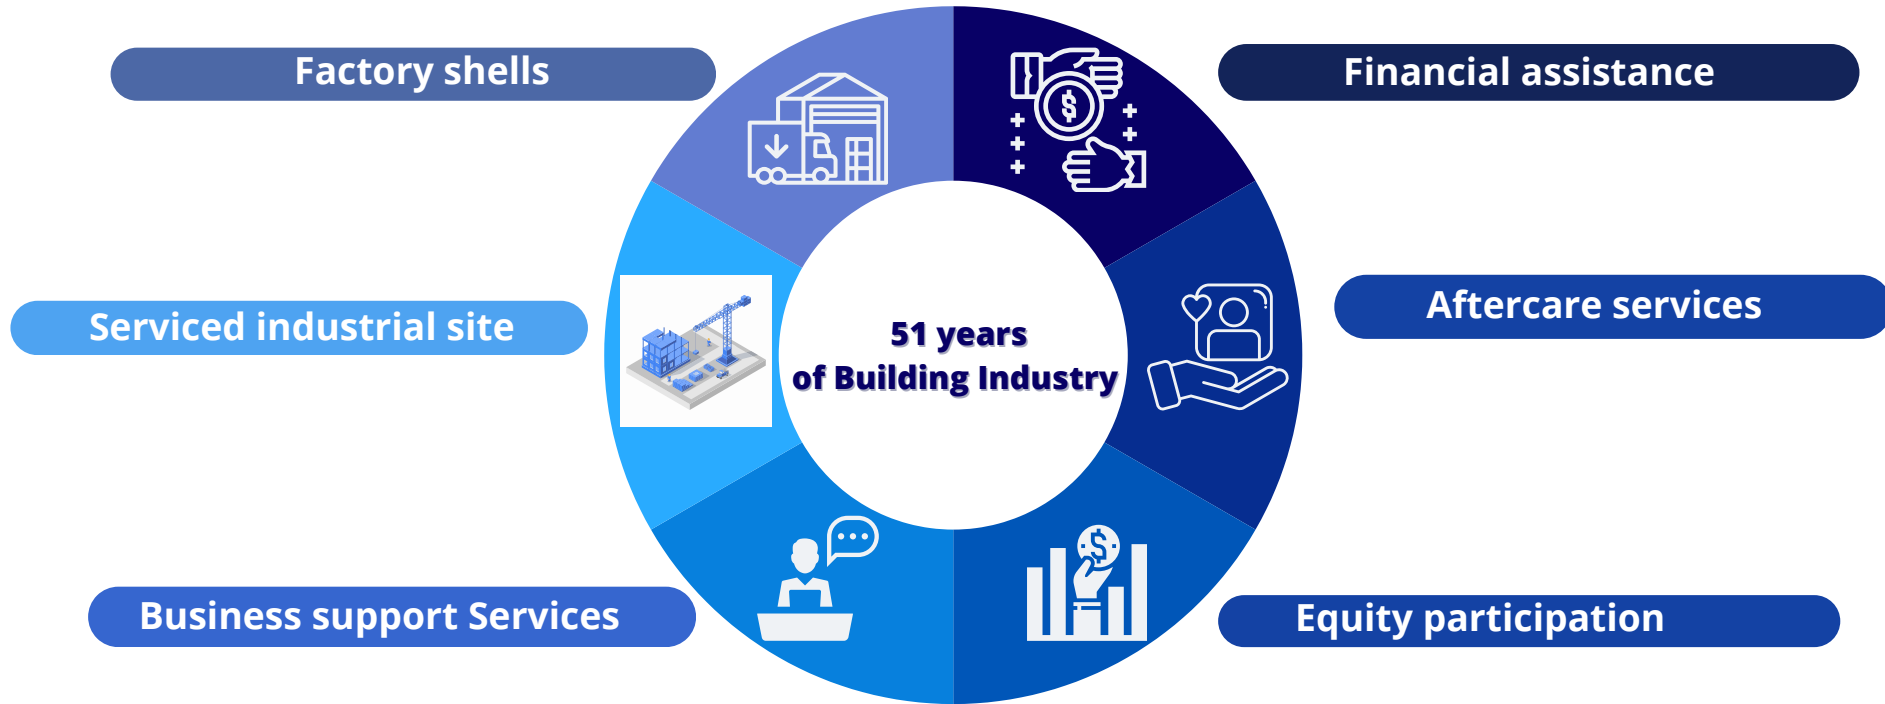 Factory shells
Financial assistance
Serviced industrial site
Aftercare services
51 years
of Building Industry
Business support Services
Equity participation
$
$